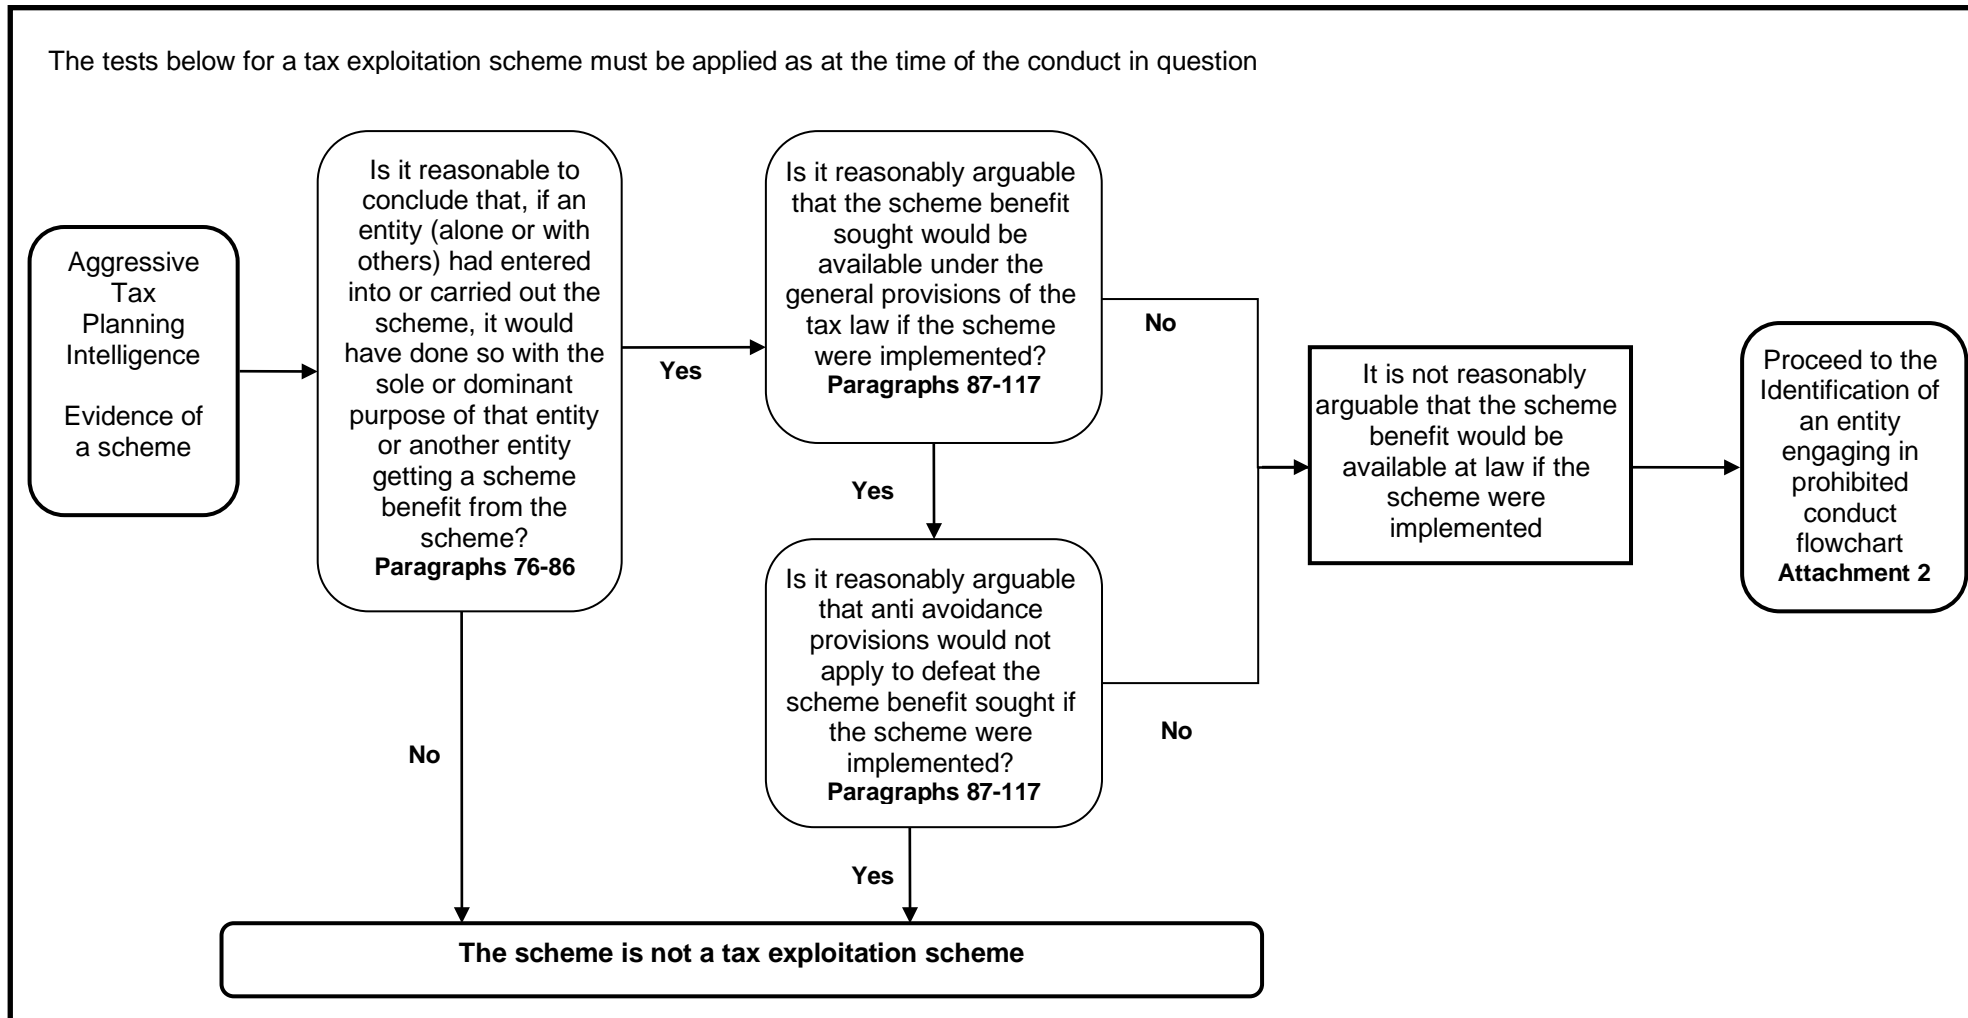 The tests below for a tax exploitation scheme must be applied as at the time of the conduct in question
Aggressive
Tax
Planning
Intelligence
Evidence of
a scheme
Is it reasonable to
conclude that, if an
entity (alone or with
others) had entered
into or carried out the
scheme, it would
have done so with the
sole or dominant
purpose of that entity
or another entity
getting a scheme
benefit from the
scheme?
Paragraphs 76-86
Yes
No
Is it reasonably arguable
that the scheme benefit
sought would be
available under the
general provisions of the
tax law if the scheme
were implemented?
Paragraphs 87-117
No
Yes
Is it reasonably arguable
that anti avoidance
provisions would not
apply to defeat the
scheme benefit sought if
the scheme were
implemented?
Paragraphs 87-117
No
Yes
It is not reasonably
arguable that the scheme
benefit would be
available at law if the
scheme were
implemented
Proceed to the
Identification of
an entity
engaging in
prohibited
conduct
flowchart
Attachment 2
The scheme is not a tax exploitation scheme